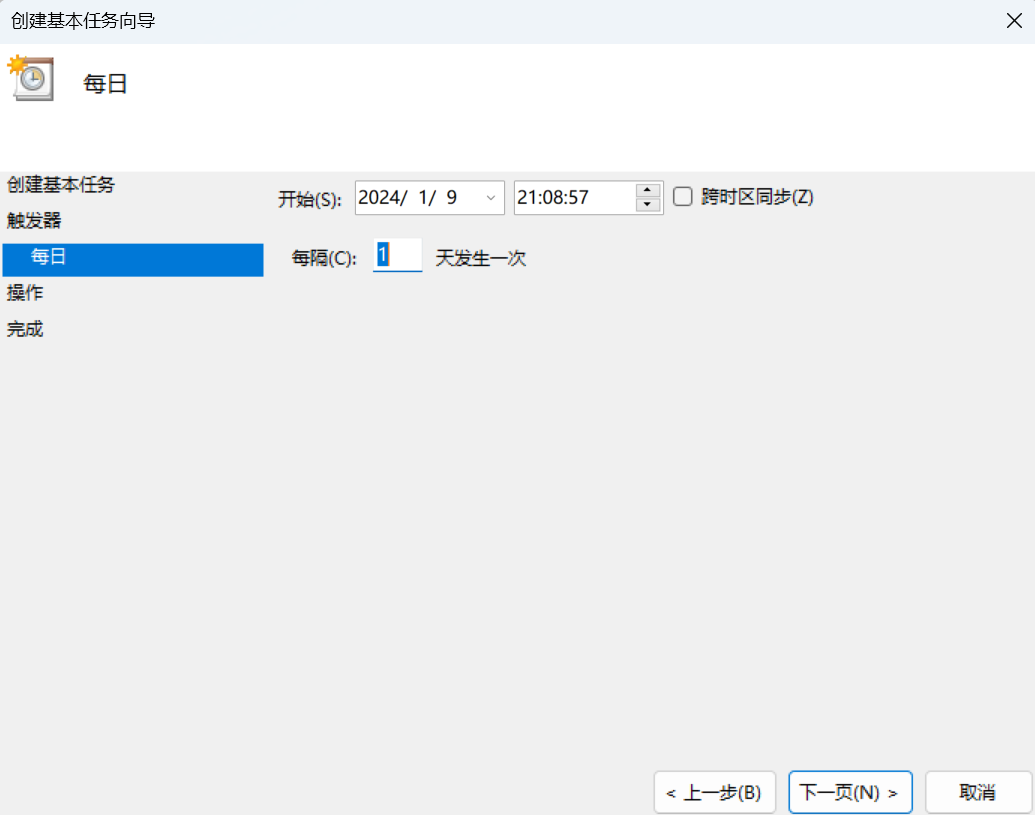 创建基本任务向导
每日
创建基本任务
开始(S): 2024/ 1/ 9 21:08:57 跨时区同步(Z)
触发器
每日
每隔(C): 1 天发生一次
操作
完成
< 上一步(B) 下一页(N) > 取消